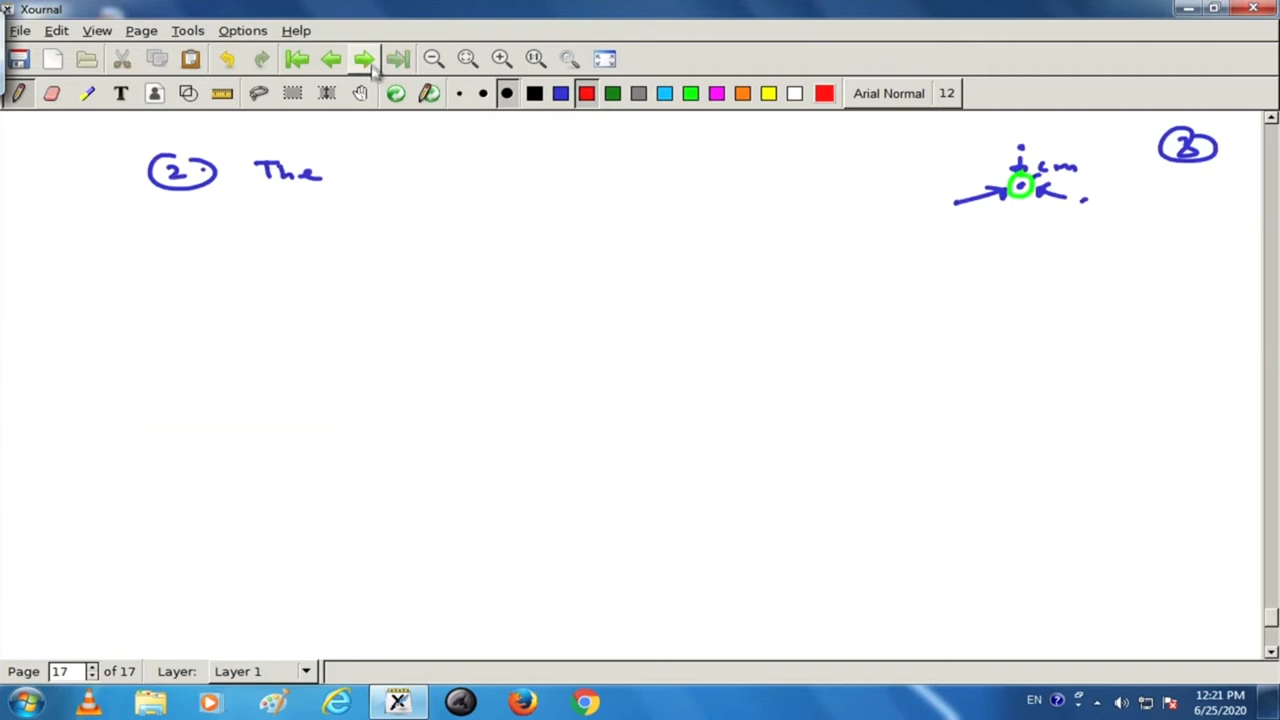 Xournal
File Edit View Page Tools Options Help
Arial Normal 12
2. The
cm
Page 17 of 17 Layer: Layer 1
EN
12:21 PM
6/25/2020